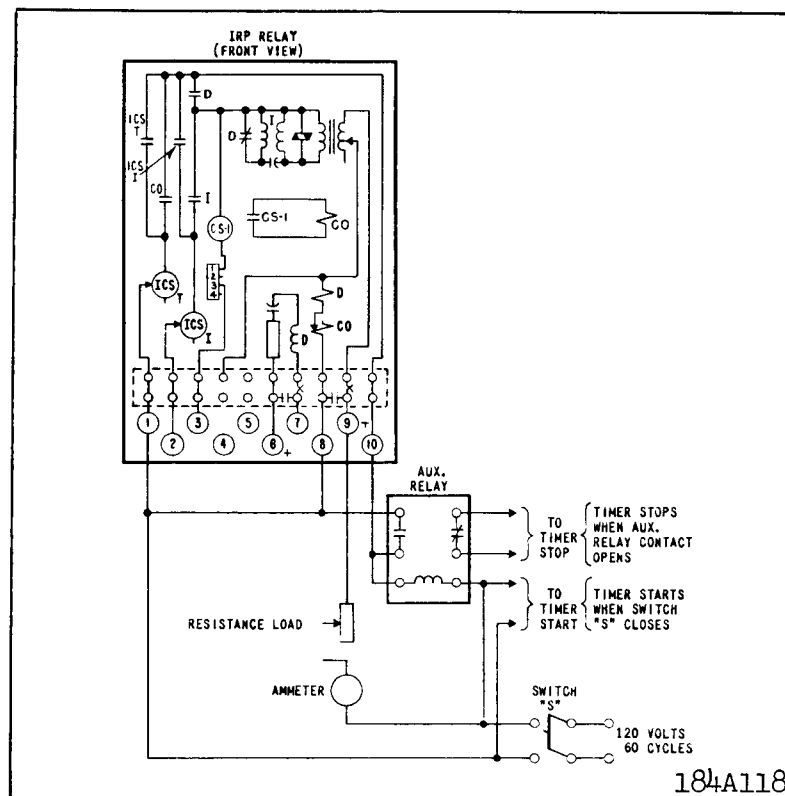 IRP RELAY
(FRONT VIEW)
D
ICS
T
I
D
ICS
I
CO
I
CS-1
CO
CS-1
1
2
3
4
ICS
T
D
ICS
I
CO
D
1
2
3
4
5
6
+
7
8
9
+
10
AUX.
RELAY
TO
TIMER
STOP
TIMER STOPS
WHEN AUX.
RELAY CONTACT
OPENS
TO
TIMER
START
TIMER STARTS
WHEN SWITCH
"S" CLOSES
RESISTANCE LOAD
AMMETER
SWITCH
"S"
120 VOLTS
60 CYCLES
184A118